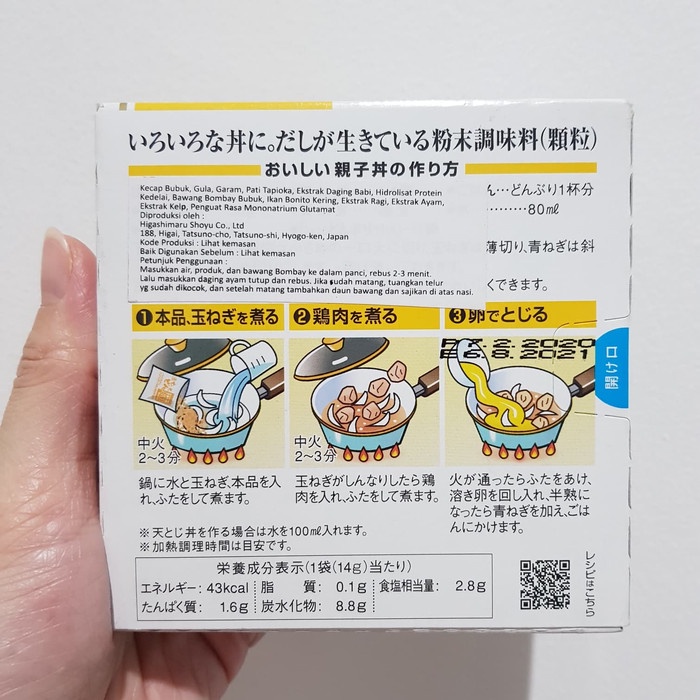 いろいろな丼に。だしが生きている粉末調味料(顆粒)
おいしい親子丼の作り方
Kecap Bubuk, Gula, Garam, Pati Tapioka, Ekstrak Daging Babi, Hidrolisat Protein
Kedelai, Bawang Bombay Bubuk, Ikan Bonito Kering, Ekstrak Ragi, Ekstrak Ayam,
Ekstrak Kelp, Penguat Rasa Mononatrium Glutamat
Diproduksi oleh :
Higashimaru Shoyu Co., Ltd
188, Higai, Tatsuno-cho, Tatsuno-shi, Hyogo-ken, Japan
Kode Produksi : Lihat kemasan
Baik Digunakan Sebelum : Lihat Kemasan
Petunjuk Penggunaan :
Masukkan air, produk, dan bawang Bombay ke dalam panci, rebus 2-3 menit.
Lalu masukkan daging ayam tutup dan rebus. Jika sudah matang, tuangkan telur
yg sudah dikocok, dan setelah matang tambahkan daun bawang dan sajikan di atas nasi.
ん…どんぶり1杯分
80㎖
薄切り、青ねぎは斜
くできます。
❶本品、玉ねぎを煮る
❷鶏肉を煮る
❸卵でとじる
2.2020
6.8.2021
開け口
中火
2〜3分
中火
2〜3分
鍋に水と玉ねぎ、本品を入
れ、ふたをして煮ます。
玉ねぎがしんなりしたら鶏
肉を入れ、ふたをして煮ます。
火が通ったらふたをあけ、
溶き卵を回し入れ、半熟に
なったら青ねぎを加え、ごは
んにかけます。
※天とじ丼を作る場合は水を100㎖入れます。
※加熱調理時間は目安です。
栄養成分表示(1袋(14g)当たり)
エネルギー: 43kcal 脂質: 0.1g 食塩相当量: 2.8g
たんぱく質: 1.6g 炭水化物: 8.8g
レシピはこちら